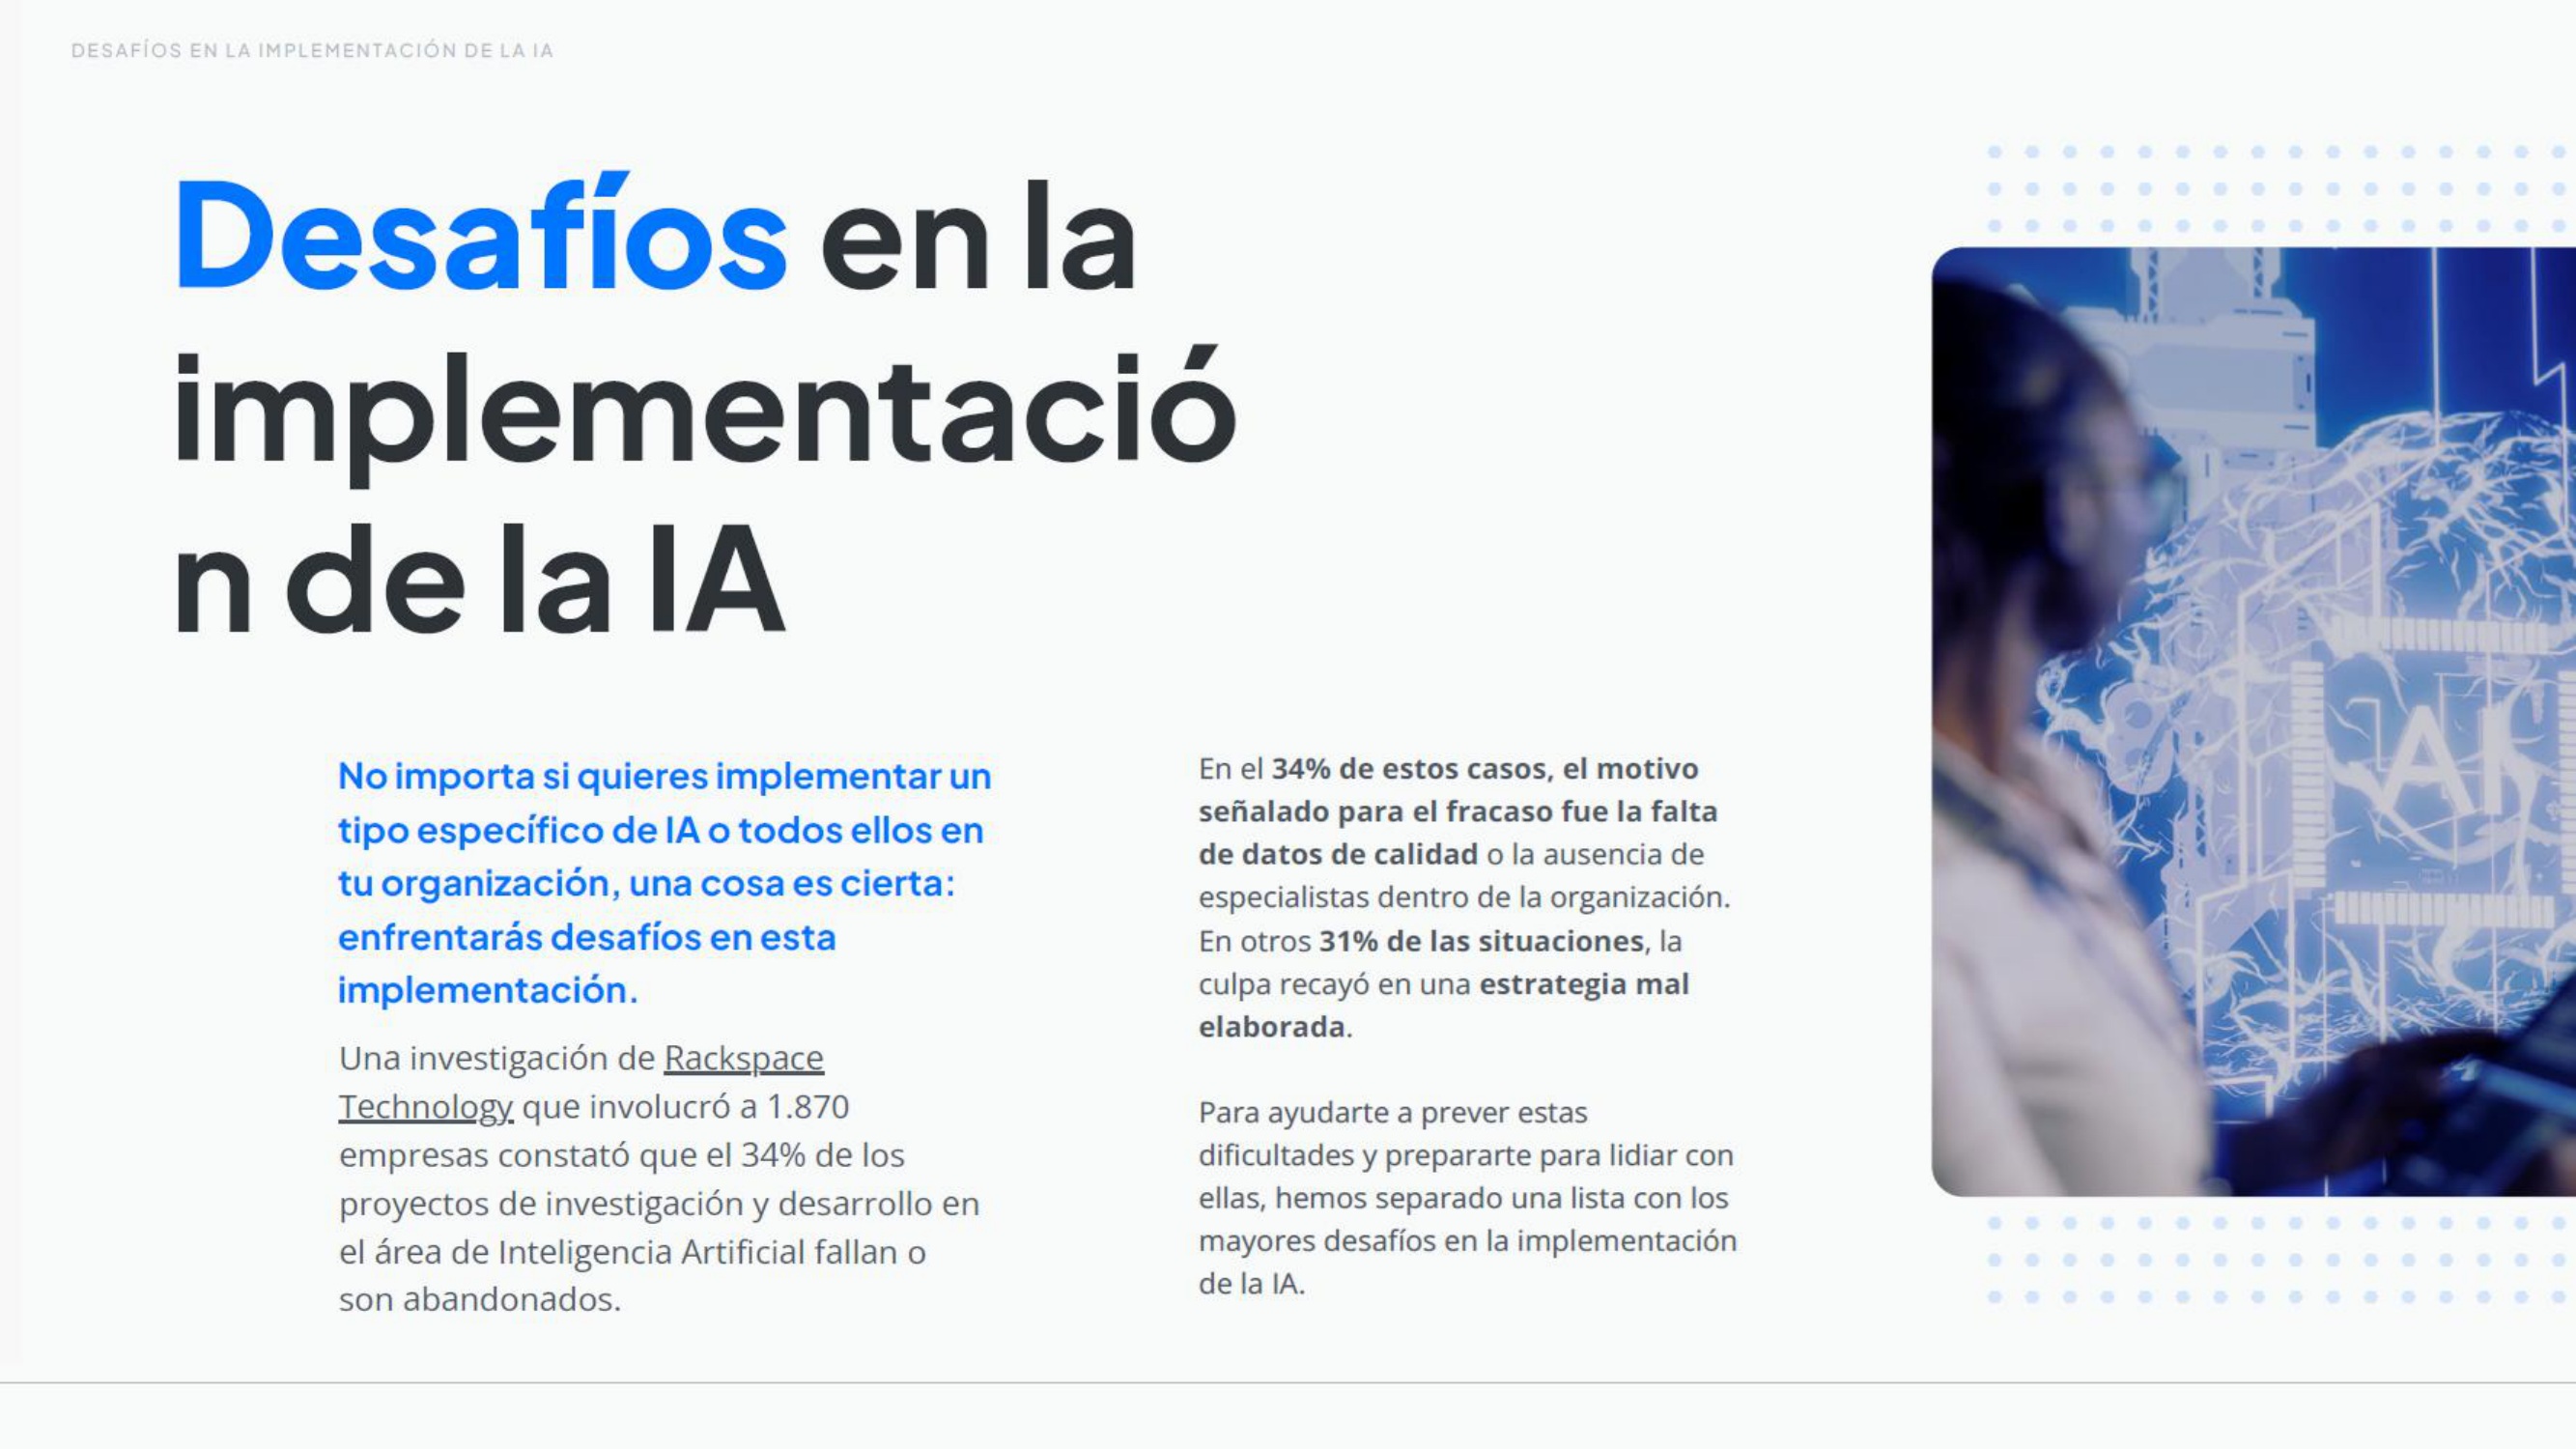 DESAFÍOS EN LA IMPLEMENTACIÓN DE LA IA
Desafíos en la
implementació
n de la IA
No importa si quieres implementar un
tipo específico de IA o todos ellos en
tu organización, una cosa es cierta:
enfrentarás desafíos en esta
implementación.
Una investigación de Rackspace
Technology que involucró a 1.870
empresas constató que el 34% de los
proyectos de investigación y desarrollo en
el área de Inteligencia Artificial fallan o
son abandonados.
En el 34% de estos casos, el motivo
señalado para el fracaso fue la falta
de datos de calidad o la ausencia de
especialistas dentro de la organización.
En otros 31% de las situaciones, la
culpa recayó en una estrategia mal
elaborada.
Para ayudarte a prever estas
dificultades y prepararte para lidiar con
ellas, hemos separado una lista con los
mayores desafíos en la implementación
de la IA.
AI